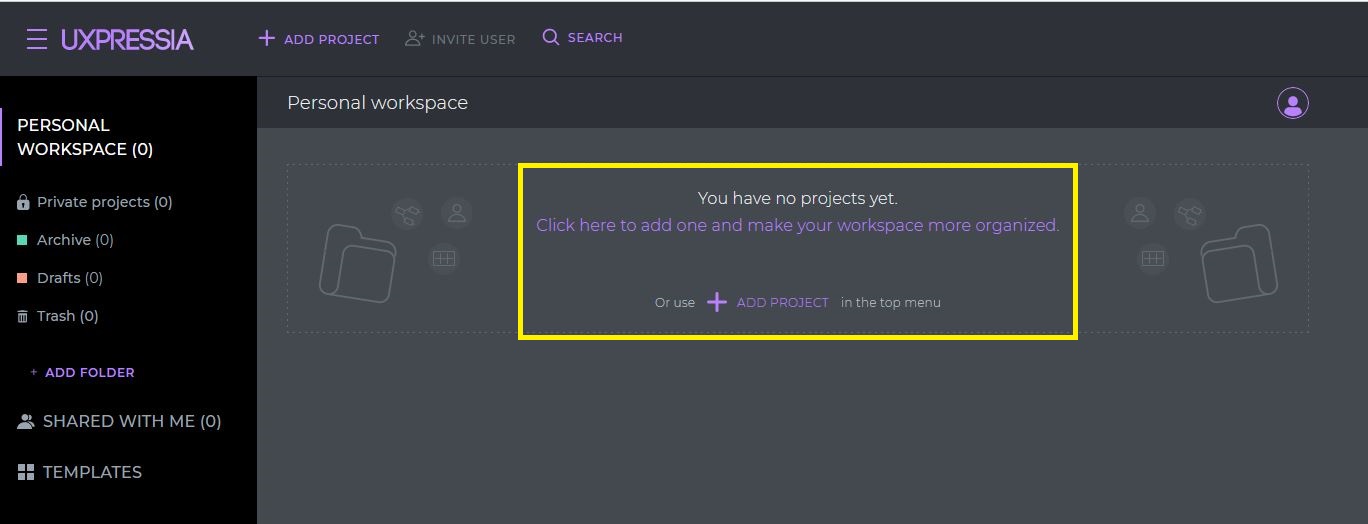 UXPRESSIA
+ ADD PROJECT
INVITE USER
SEARCH
PERSONAL
WORKSPACE (0)
Private projects (0)
Archive (0)
Drafts (0)
Trash (0)
+ ADD FOLDER
SHARED WITH ME (0)
TEMPLATES
Personal workspace
You have no projects yet.
Click here to add one and make your workspace more organized.
Or use + ADD PROJECT in the top menu